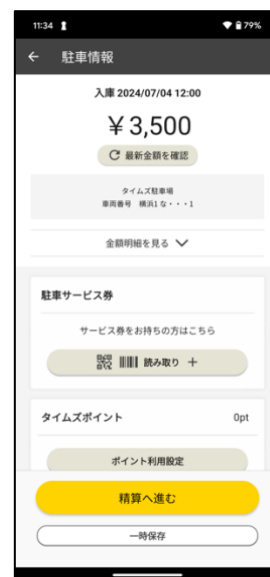 11:34 79%
← 駐車情報
入庫 2024/07/04 12:00
￥3,500
最新金額を確認
タイムズ駐車場
車両番号 横浜1 な・・・1
金額明細を見る
駐車サービス券
サービス券をお持ちの方はこちら
読み取り ＋
タイムズポイント 0pt
ポイント利用設定
精算へ進む
一時保存